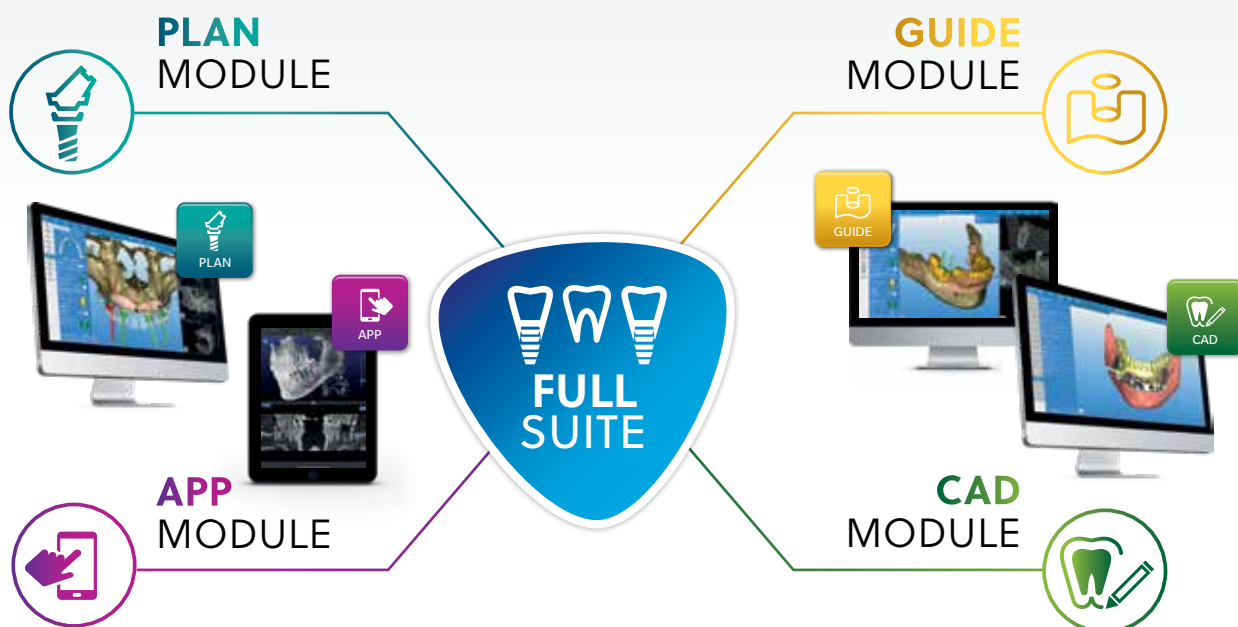 PLAN
MODULE
GUIDE
MODULE
PLAN
APP
GUIDE
CAD
FULL
SUITE
APP
MODULE
CAD
MODULE